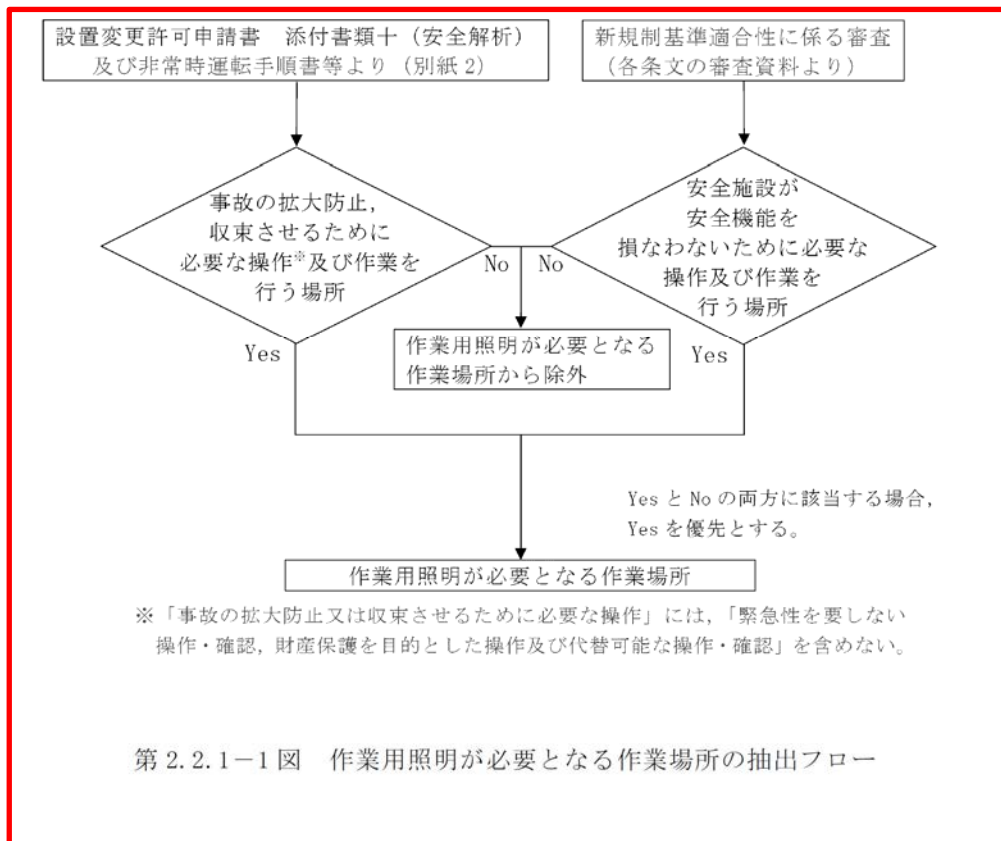 設置変更許可申請書　添付書類十（安全解析）
及び非常時運転手順書等より（別紙2）
新規制基準適合性に係る審査
（各条文の審査資料より）
事故の拡大防止，
収束させるために
必要な操作※及び作業を
行う場所
安全施設が
安全機能を
損なわないために必要な
操作及び作業を
行う場所
No
No
Yes
作業用照明が必要となる
作業場所から除外
Yes
YesとNoの両方に該当する場合，
Yesを優先とする。
作業用照明が必要となる作業場所
※「事故の拡大防止又は収束させるために必要な操作」には，「緊急性を要しない
操作・確認，財産保護を目的とした操作及び代替可能な操作・確認」を含めない。
第2.2.1－1図　作業用照明が必要となる作業場所の抽出フロー